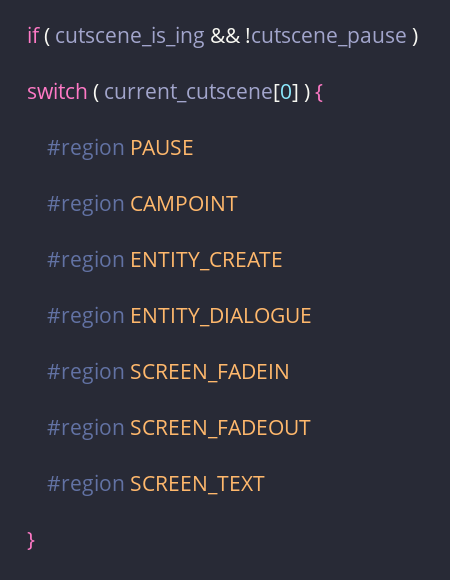 if ( cutscene_is_ing && !cutscene_pause )
switch ( current_cutscene[0] ) {
#region PAUSE
#region CAMPOINT
#region ENTITY_CREATE
#region ENTITY_DIALOGUE
#region SCREEN_FADEIN
#region SCREEN_FADEOUT
#region SCREEN_TEXT
}